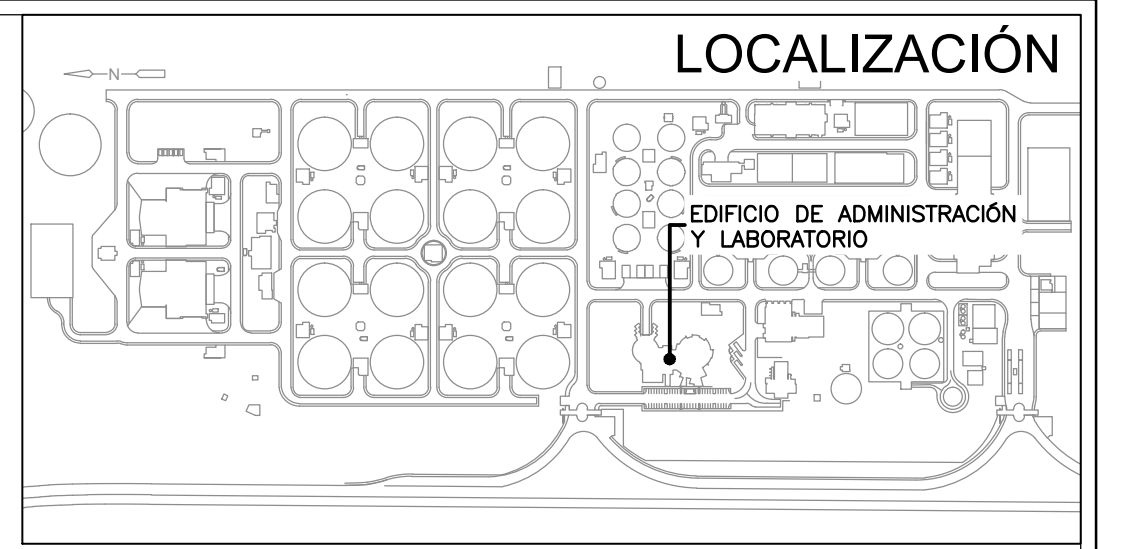 LOCALIZACIÓN
N
EDIFICIO DE ADMINISTRACIÓN
Y LABORATORIO